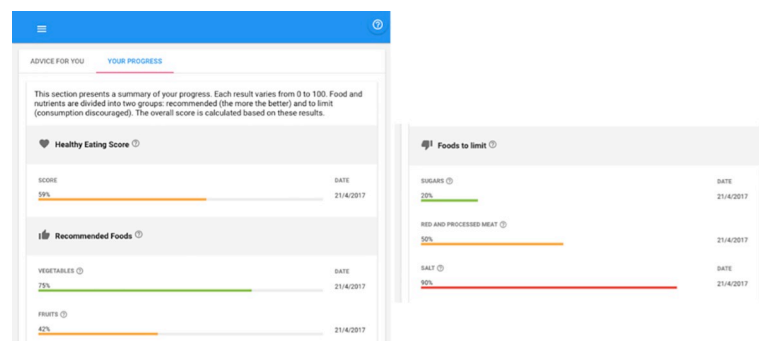 ADVICE FOR YOU YOUR PROGRESS
This section presents a summary of your progress. Each result varies from 0 to 100. Food and
nutrients are divided into two groups: recommended (the more the better) and to limit
(consumption discouraged). The overall score is calculated based on these results.
Healthy Eating Score
SCORE DATE
59% 21/4/2017
Recommended Foods
VEGETABLES DATE
75% 21/4/2017
FRUITS
42% 21/4/2017
Foods to limit
SUGARS DATE
20% 21/4/2017
RED AND PROCESSED MEAT
50% 21/4/2017
SALT DATE
90% 21/4/2017